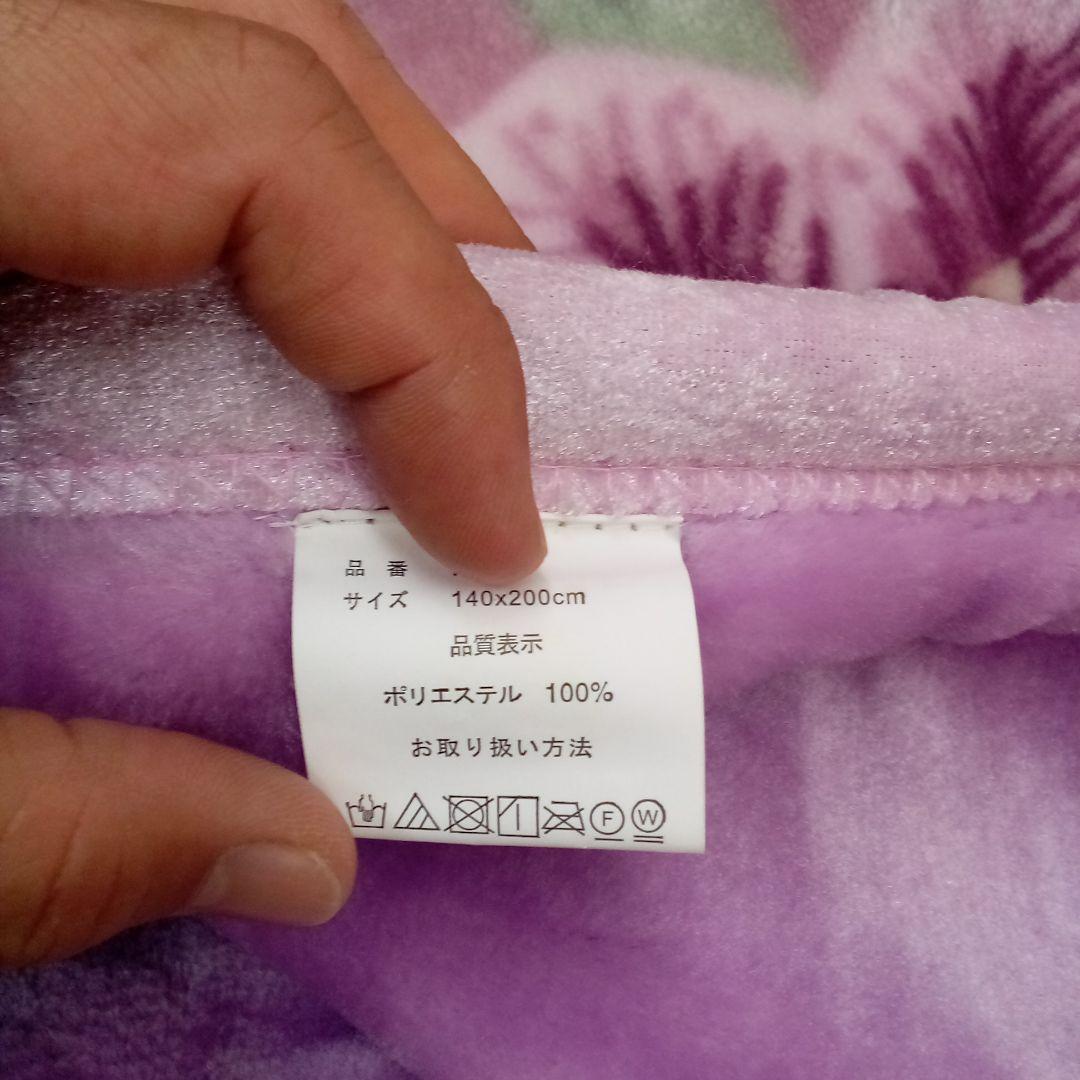 品番
サイズ 140x200cm
品質表示
ポリエステル 100%
お取り扱い方法
F W